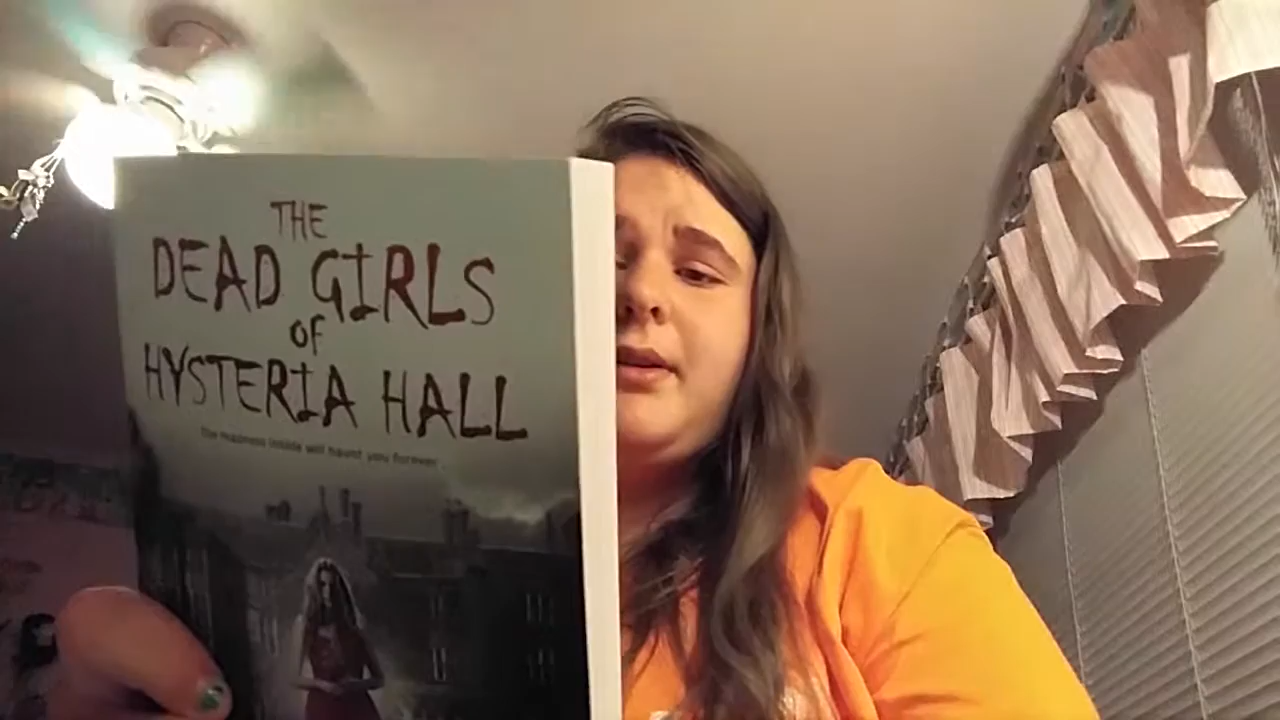 THE
DEAD GIRLS
OF
HYSTERIA HALL
The madness inside will haunt you forever